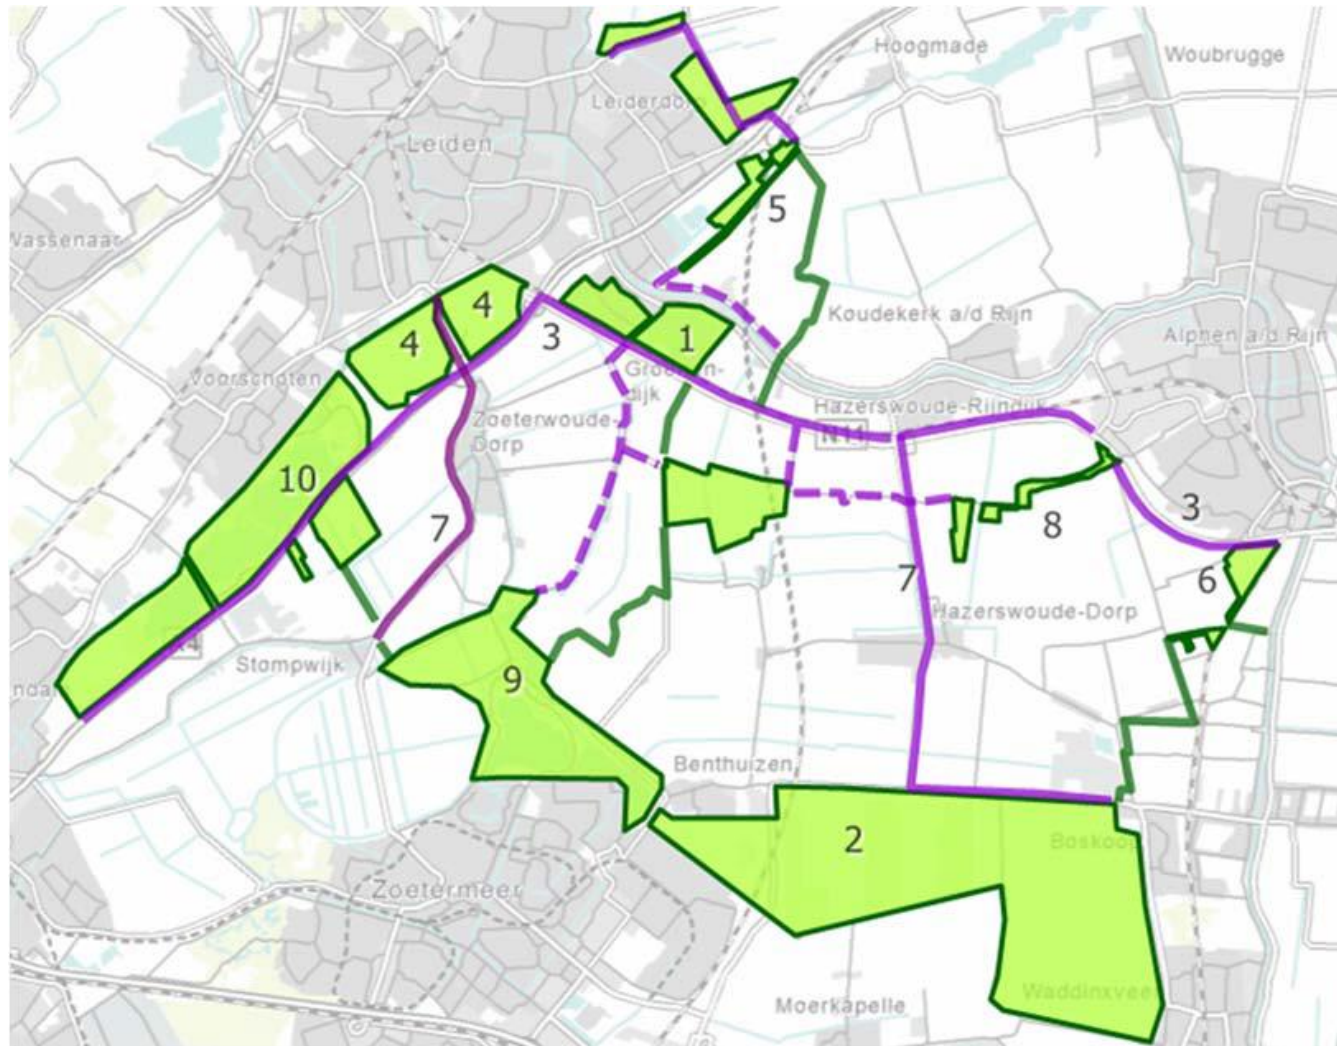 Hoogmade
Woubrugge
Leiderdorp
Leiden
5
Wassenaar
4
3
4
1
Koudekerk a/d Rijn
Alphen a/d Rijn
Voorschoten
Hazerswoude-Rijndijk
N11
Zoeterwoude-
Dorp
10
7
8
3
7
6
Hazerswoude-Dorp
Stompwijk
9
Benthuizen
2
Boskoop
Zoetermeer
Moerkapelle
Waddinxveen